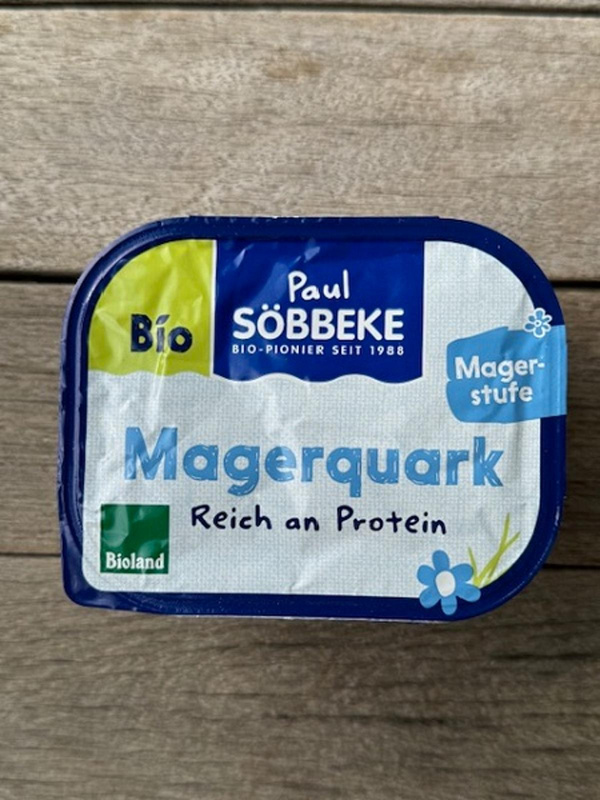 Bio
Paul
SÖBBEKE
BIO-PIONIER SEIT 1988
Mager-
stufe
Magerquark
Reich an Protein
Bioland